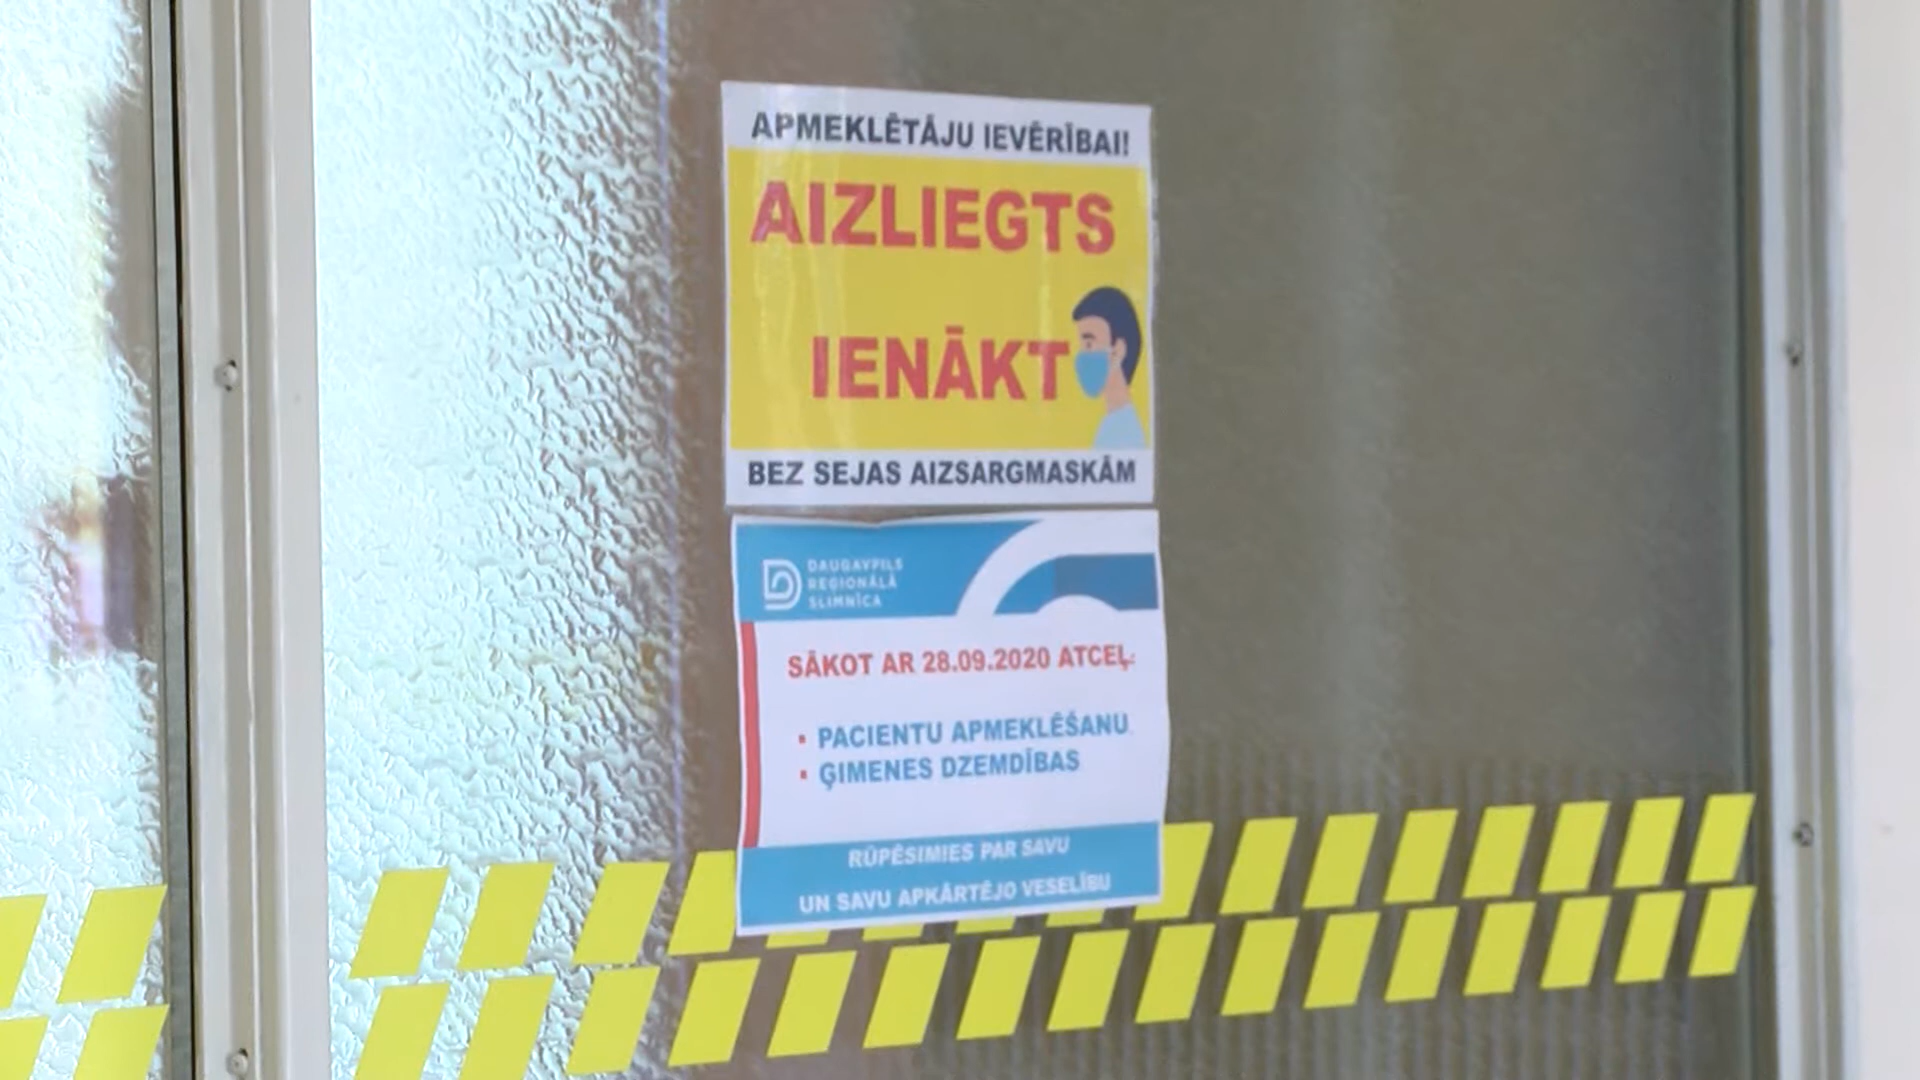 APMEKLĒTĀJU IEVĒRĪBAI!
AIZLIEGTS
IENĀKT
BEZ SEJAS AIZSARGMASKĀM
DAUGAVPILS
REĢIONĀLĀ
SLIMNĪCA
SĀKOT AR 28.09.2020 ATCEĻ:
• PACIENTU APMEKLĒŠANU
• ĢIMENES DZEMDĪBAS
RŪPĒSIMIES PAR SAVU
UN SAVU APKĀRTĒJO VESELĪBU